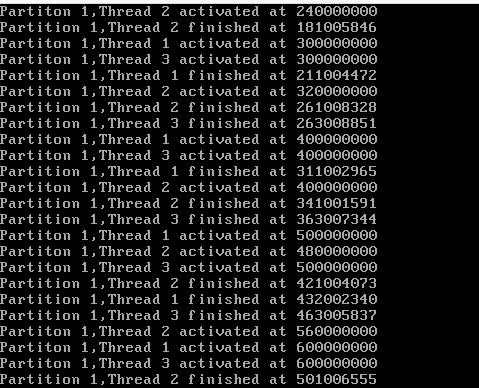 Partiton 1,Thread 2 activated at 240000000
Partition 1,Thread 2 finished at 181005846
Partiton 1,Thread 1 activated at 300000000
Partiton 1,Thread 3 activated at 300000000
Partition 1,Thread 1 finished at 211004472
Partiton 1,Thread 2 activated at 320000000
Partition 1,Thread 2 finished at 261008328
Partition 1,Thread 3 finished at 263008851
Partiton 1,Thread 1 activated at 400000000
Partiton 1,Thread 3 activated at 400000000
Partition 1,Thread 1 finished at 311002965
Partiton 1,Thread 2 activated at 400000000
Partition 1,Thread 2 finished at 341001591
Partition 1,Thread 3 finished at 363007344
Partiton 1,Thread 1 activated at 500000000
Partiton 1,Thread 2 activated at 480000000
Partiton 1,Thread 3 activated at 500000000
Partition 1,Thread 2 finished at 421004073
Partition 1,Thread 1 finished at 432002340
Partition 1,Thread 3 finished at 463005837
Partiton 1,Thread 2 activated at 560000000
Partiton 1,Thread 1 activated at 600000000
Partiton 1,Thread 3 activated at 600000000
Partition 1,Thread 2 finished at 501006555